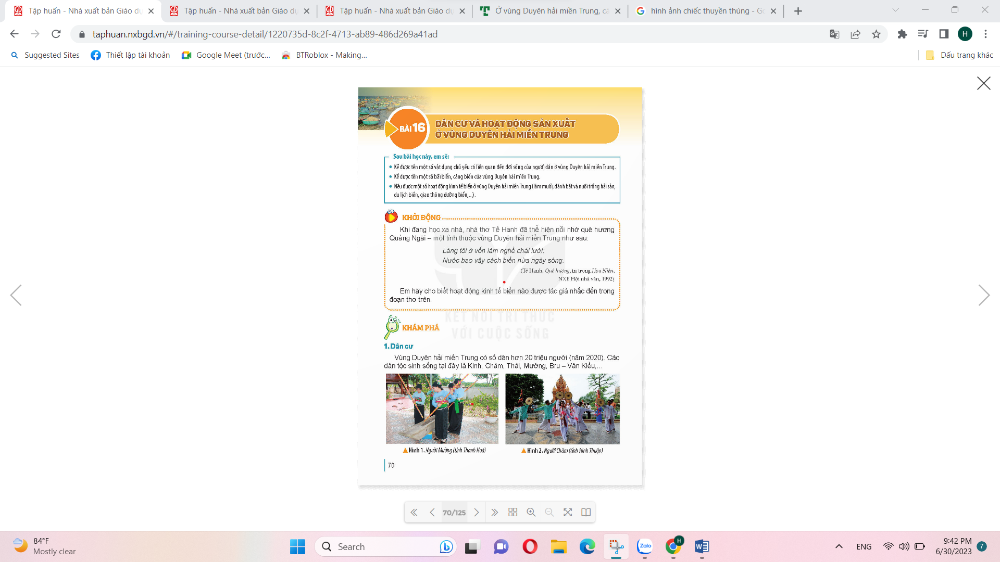 Tập huấn - Nhà xuất bản Giáo dụ
Tập huấn - Nhà xuất bản Giáo dụ
Tập huấn - Nhà xuất bản Giáo dụ
Ở vùng Duyên hải miền Trung, cá
hình ảnh chiếc thuyền thúng - Go
taphuan.nxbgd.vn/#/training-course-detail/1220735d-8c2f-4713-ab89-486d269a41ad
H
Suggested Sites
Thiết lập tài khoản
Google Meet (trước...
BTRoblox - Making...
Dấu trang khác
BÀI 16
DÂN CƯ VÀ HOẠT ĐỘNG SẢN XUẤT
Ở VÙNG DUYÊN HẢI MIỀN TRUNG
Sau bài học này, em sẽ:
• Kể được tên một số vật dụng chủ yếu có liên quan đến đời sống của người dân ở vùng Duyên hải miền Trung.
• Kể được tên một số bãi biển, cảng biển của vùng Duyên hải miền Trung.
• Nêu được một số hoạt động kinh tế biển ở vùng Duyên hải miền Trung (làm muối, đánh bắt và nuôi trồng hải sản,
du lịch biển, giao thông đường biển,...).
KHỞI ĐỘNG
Khi đang học xa nhà, nhà thơ Tế Hanh đã thể hiện nỗi nhớ quê hương
Quảng Ngãi – một tỉnh thuộc vùng Duyên hải miền Trung như sau:
Làng tôi ở vốn làm nghề chài lưới:
Nước bao vây cách biển nửa ngày sông.
(Tế Hanh, Quê hương, in trong Hoa Niên,
NXB Hội nhà văn, 1992)
Em hãy cho biết hoạt động kinh tế biển nào được tác giả nhắc đến trong
đoạn thơ trên.
KẾT NỐI TRI THỨC
VỚI CUỘC SỐNG
KHÁM PHÁ
1. Dân cư
Vùng Duyên hải miền Trung có số dân hơn 20 triệu người (năm 2020). Các
dân tộc sinh sống tại đây là Kinh, Chăm, Thái, Mường, Bru – Vân Kiều,...
Hình 1. Người Mường (tỉnh Thanh Hoá)
Hình 2. Người Chăm (tỉnh Ninh Thuận)
70
70/125
84°F
Mostly clear
Search
Zalo
H
ENG
9:42 PM
6/30/2023
7